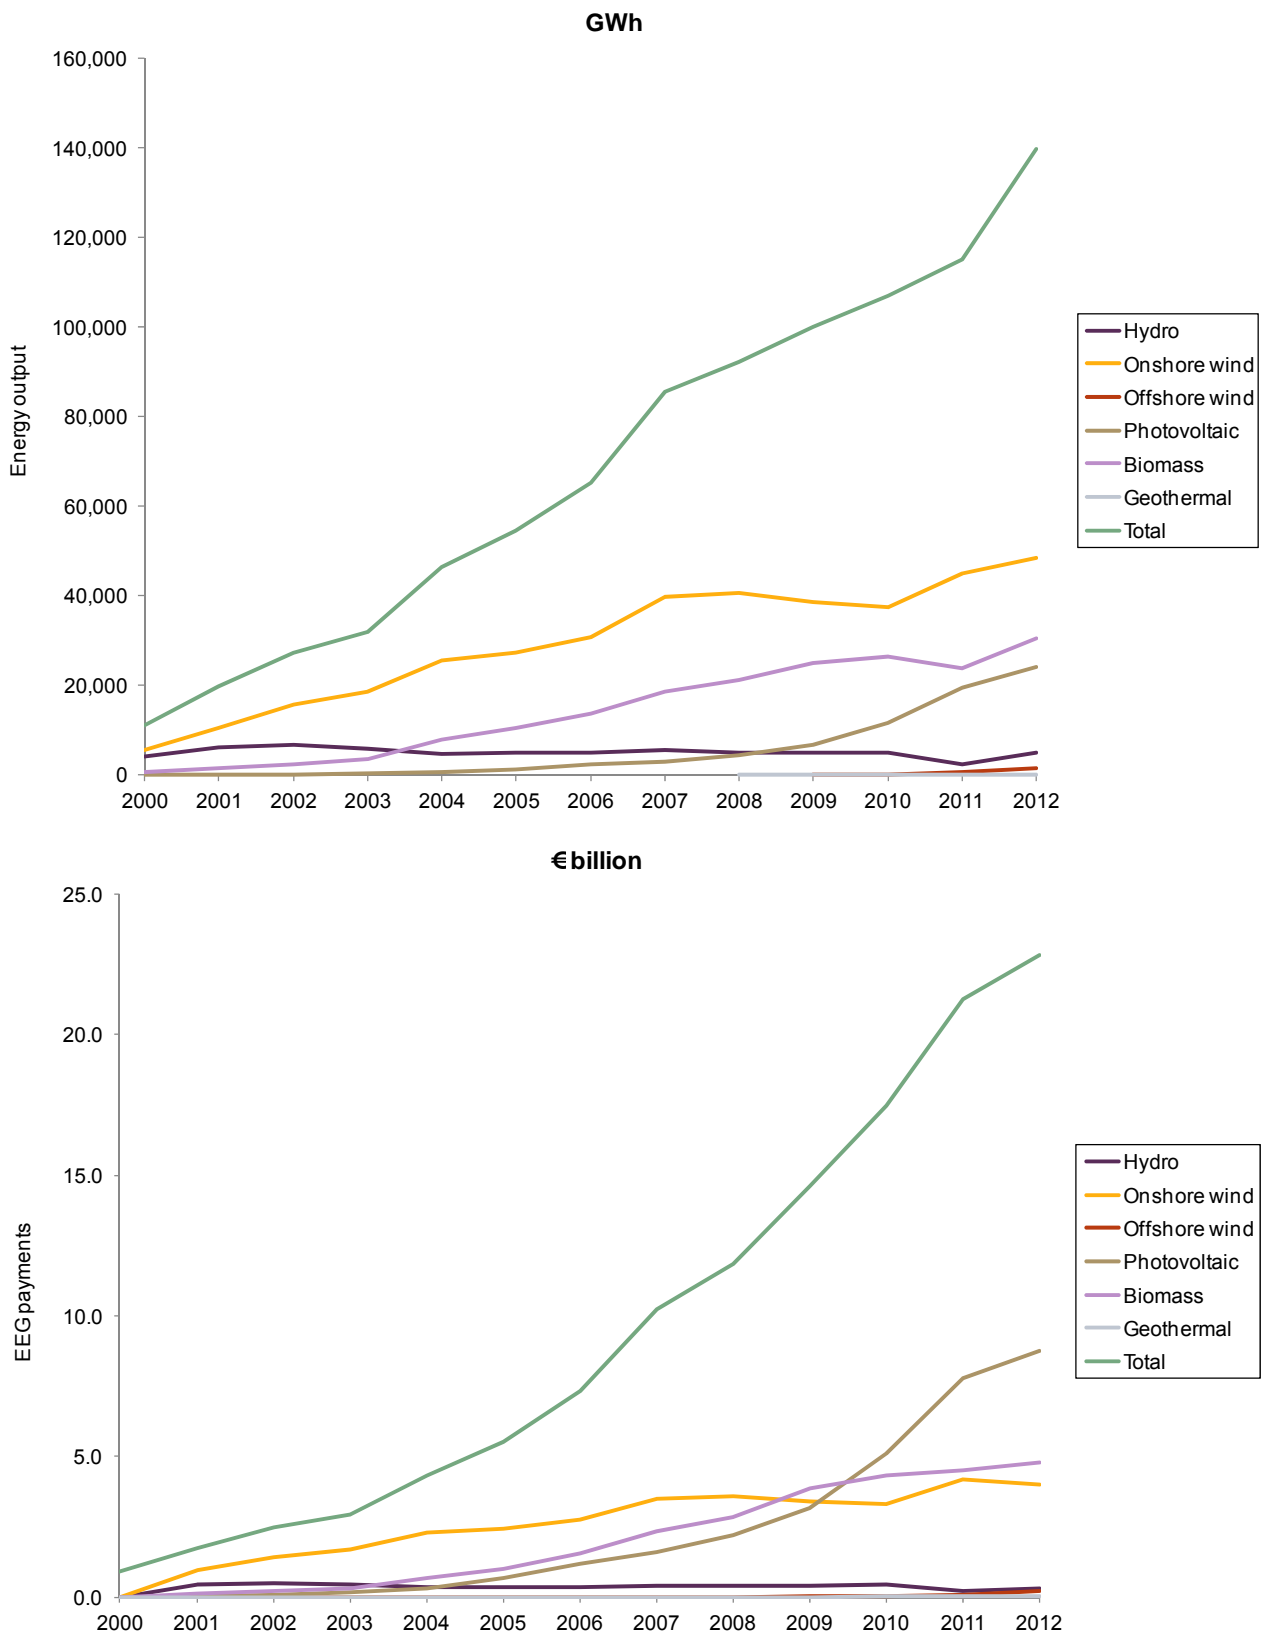 GWh
160,000
140,000
120,000
100,000
80,000
60,000
40,000
20,000
0
Energy output
2000 2001 2002 2003 2004 2005 2006 2007 2008 2009 2010 2011 2012
Hydro
Onshore wind
Offshore wind
Photovoltaic
Biomass
Geothermal
Total
€ billion
25.0
20.0
15.0
10.0
5.0
0.0
EEG payments
2000 2001 2002 2003 2004 2005 2006 2007 2008 2009 2010 2011 2012
Hydro
Onshore wind
Offshore wind
Photovoltaic
Biomass
Geothermal
Total